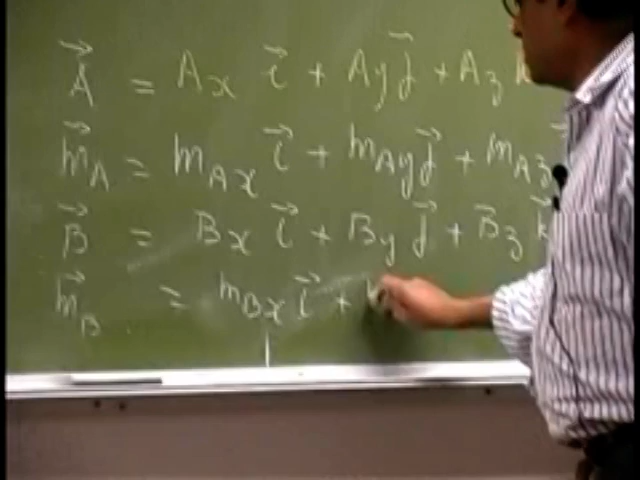 A⃗ = Ax i⃗ + Ay j⃗ + Az k
m⃗A = mAx i⃗ + mAy j⃗ + mAz
B⃗ = Bx i⃗ + By j⃗ + Bz k⃗
m⃗B = mBx i⃗ +